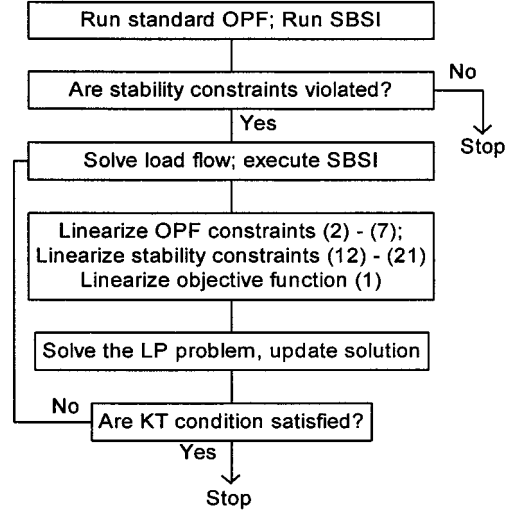 Run standard OPF; Run SBSI
No
Are stability constraints violated?
Yes
Stop
Solve load flow; execute SBSI
Linearize OPF constraints (2) - (7);
Linearize stability constraints (12) - (21)
Linearize objective function (1)
Solve the LP problem, update solution
No
Are KT condition satisfied?
Yes
Stop